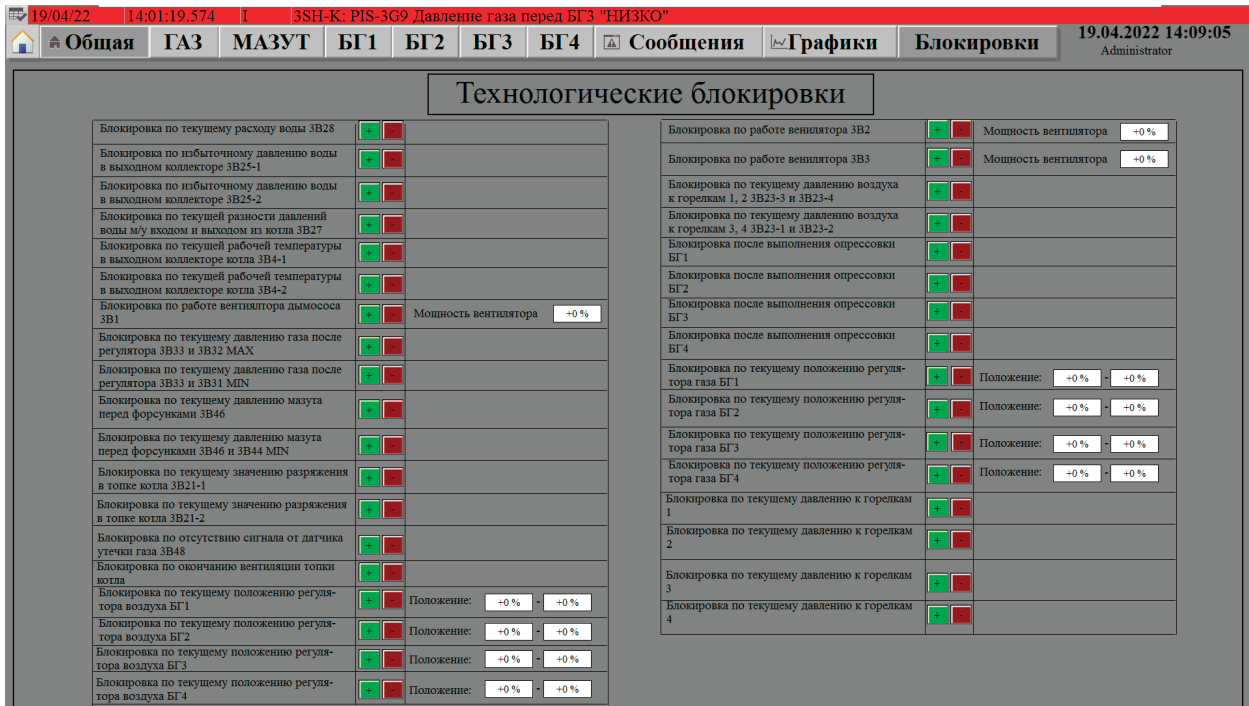 19/04/22 14:01:19.574 I 3SH-K: PIS-3G9 Давление газа перед БГ3 "НИЗКО"
Общая ГАЗ МАЗУТ БГ1 БГ2 БГ3 БГ4 Сообщения Графики Блокировки 19.04.2022 14:09:05
Administrator
Технологические блокировки
Блокировка по текущему расходу воды 3В28 + -
Блокировка по избыточному давлению воды
в выходном коллекторе 3В25-1 + -
Блокировка по избыточному давлению воды
в выходном коллекторе 3В25-2 + -
Блокировка по текущей разности давлений
воды м/у входом и выходом из котла 3В27 + -
Блокировка по текущей рабочей температуры
в выходном коллекторе котла 3В4-1 + -
Блокировка по текущей рабочей температуры
в выходном коллекторе котла 3В4-2 + -
Блокировка по работе вентиялтора дымососа
3В1 + - Мощность вентилятора +0 %
Блокировка по текущему давлению газа после
регулятора 3В33 и 3В32 MAX + -
Блокировка по текущему давлению газа после
регулятора 3В33 и 3В31 MIN + -
Блокировка по текущему давлению мазута
перед форсунками 3В46 + -
Блокировка по текущему давлению мазута
перед форсунками 3В46 и 3В44 MIN + -
Блокировка по текущему значению разряжения
в топке котла 3В21-1 + -
Блокировка по текущему значению разряжения
в топке котла 3В21-2 + -
Блокировка по отсутствию сигнала от датчика
утечки газа 3В48 + -
Блокировка по окончанию вентиляции топки
котла + -
Блокировка по текущему положению регуля-
тора воздуха БГ1 + - Положение: +0 % - +0 %
Блокировка по текущему положению регуля-
тора воздуха БГ2 + - Положение: +0 % - +0 %
Блокировка по текущему положению регуля-
тора воздуха БГ3 + - Положение: +0 % - +0 %
Блокировка по текущему положению регуля-
тора воздуха БГ4 + - Положение: +0 % - +0 %
Блокировка по работе венилятора 3В2 + - Мощность вентилятора +0 %
Блокировка по работе венилятора 3В3 + - Мощность вентилятора +0 %
Блокировка по текущему давлению воздуха
к горелкам 1, 2 3В23-3 и 3В23-4 + -
Блокировка по текущему давлению воздуха
к горелкам 3, 4 3В23-1 и 3В23-2 + -
Блокировка после выполнения опрессовки
БГ1 + -
Блокировка после выполнения опрессовки
БГ2 + -
Блокировка после выполнения опрессовки
БГ3 + -
Блокировка после выполнения опрессовки
БГ4 + -
Блокировка по текущему положению регуля-
тора газа БГ1 + - Положение: +0 % - +0 %
Блокировка по текущему положению регуля-
тора газа БГ2 + - Положение: +0 % - +0 %
Блокировка по текущему положению регуля-
тора газа БГ3 + - Положение: +0 % - +0 %
Блокировка по текущему положению регуля-
тора газа БГ4 + - Положение: +0 % - +0 %
Блокировка по текущему давлению к горелкам
1 + -
Блокировка по текущему давлению к горелкам
2 + -
Блокировка по текущему давлению к горелкам
3 + -
Блокировка по текущему давлению к горелкам
4 + -